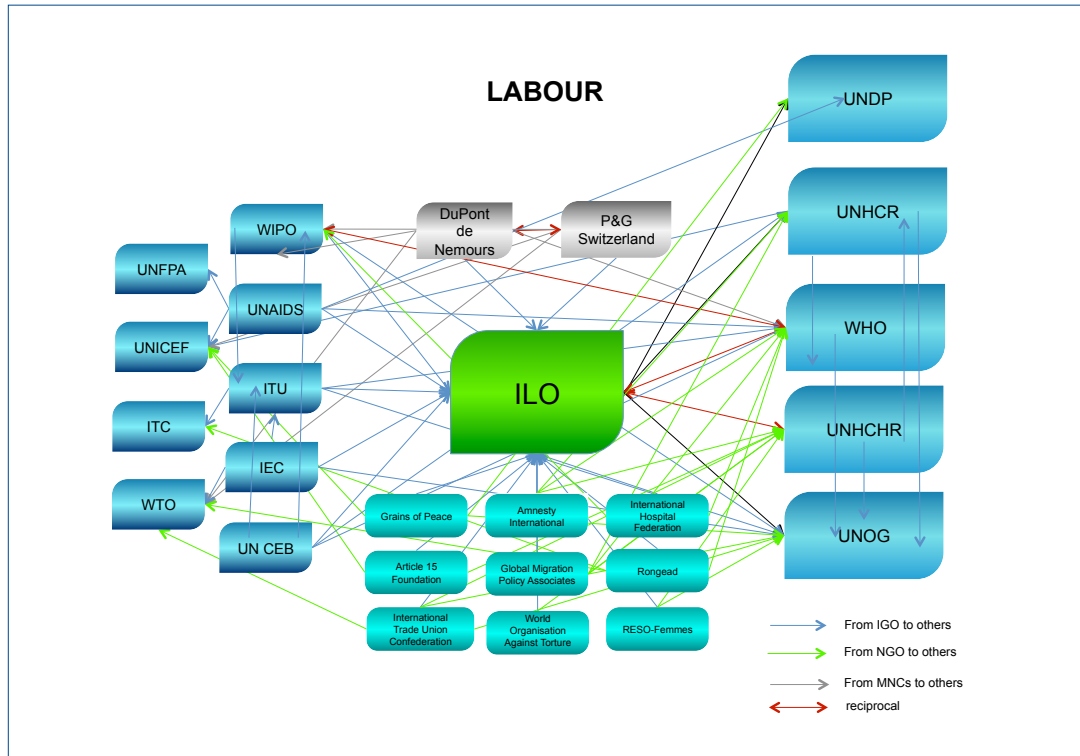 LABOUR
UNDP
UNHCR
WHO
UNHCHR
UNOG
DuPont
de
Nemours
P&G
Switzerland
WIPO
UNFPA
UNAIDS
UNICEF
ITU
ITC
IEC
WTO
UN CEB
ILO
Grains of Peace
Amnesty
International
International
Hospital
Federation
Article 15
Foundation
Global Migration
Policy Associates
Rongead
International
Trade Union
Confederation
World
Organisation
Against Torture
RESO-Femmes
From IGO to others
From NGO to others
From MNCs to others
reciprocal